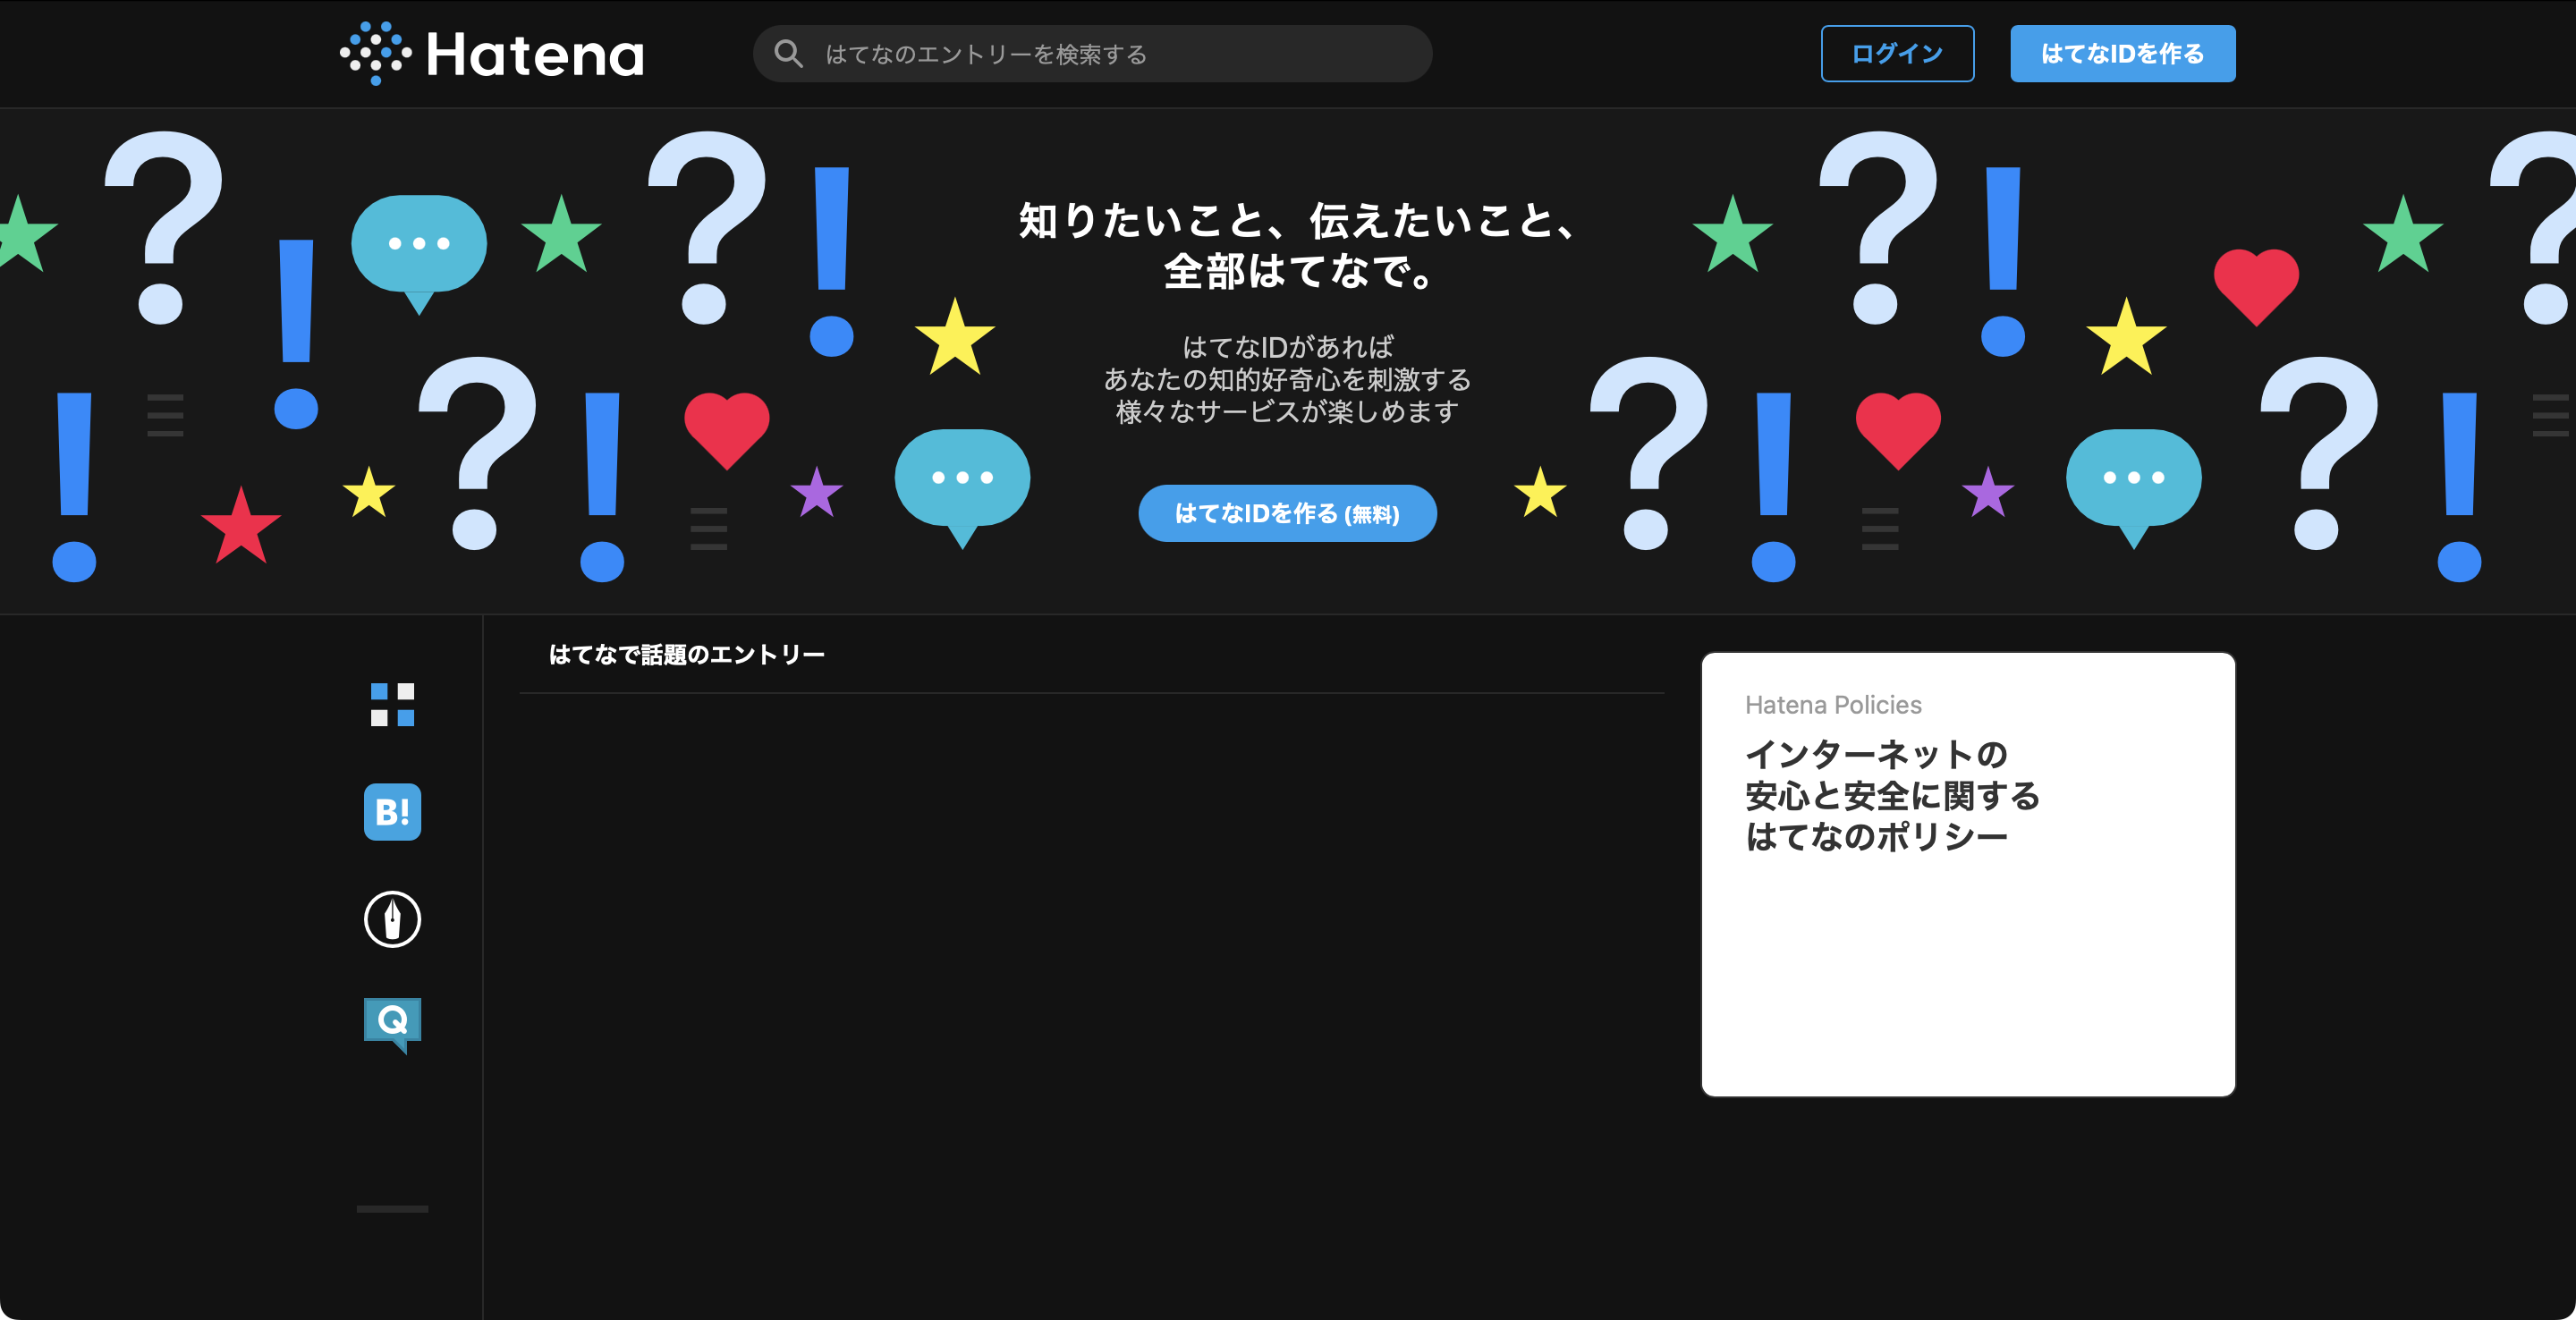 Hatena
はてなのエントリーを検索する
ログイン
はてなIDを作る
知りたいこと、伝えたいこと、
全部はてなで。
はてなIDがあれば
あなたの知的好奇心を刺激する
様々なサービスが楽しめます
はてなIDを作る (無料)
はてなで話題のエントリー
B!
Q
Hatena Policies
インターネットの
安心と安全に関する
はてなのポリシー